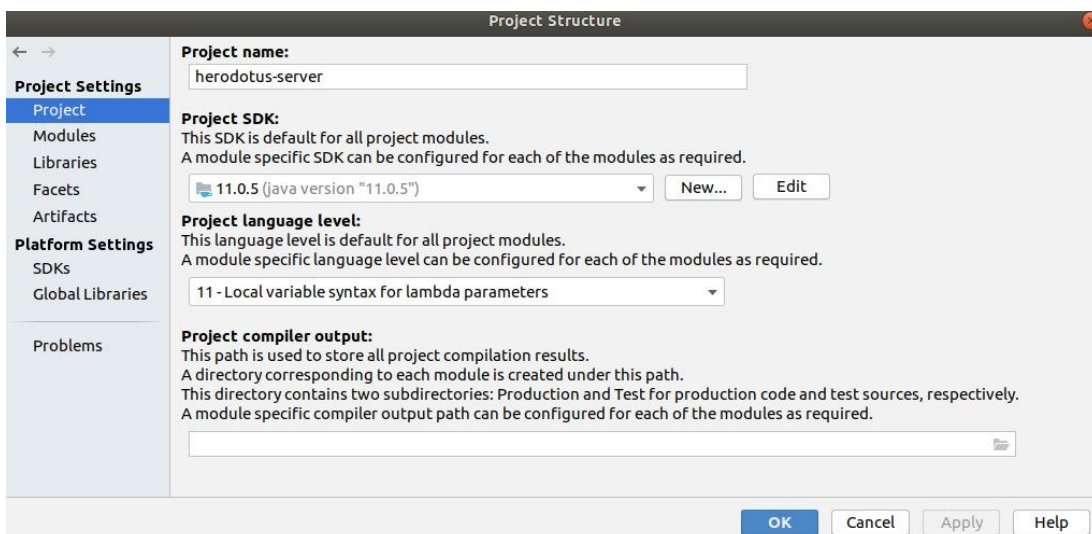 Project Structure
Project Settings
Project
Modules
Libraries
Facets
Artifacts
Platform Settings
SDKs
Global Libraries
Problems
Project name:
herodotus-server
Project SDK:
This SDK is default for all project modules.
A module specific SDK can be configured for each of the modules as required.
11.0.5 (java version "11.0.5") New... Edit
Project language level:
This language level is default for all project modules.
A module specific language level can be configured for each of the modules as required.
11 - Local variable syntax for lambda parameters
Project compiler output:
This path is used to store all project compilation results.
A directory corresponding to each module is created under this path.
This directory contains two subdirectories: Production and Test for production code and test sources, respectively.
A module specific compiler output path can be configured for each of the modules as required.
OK Cancel Apply Help